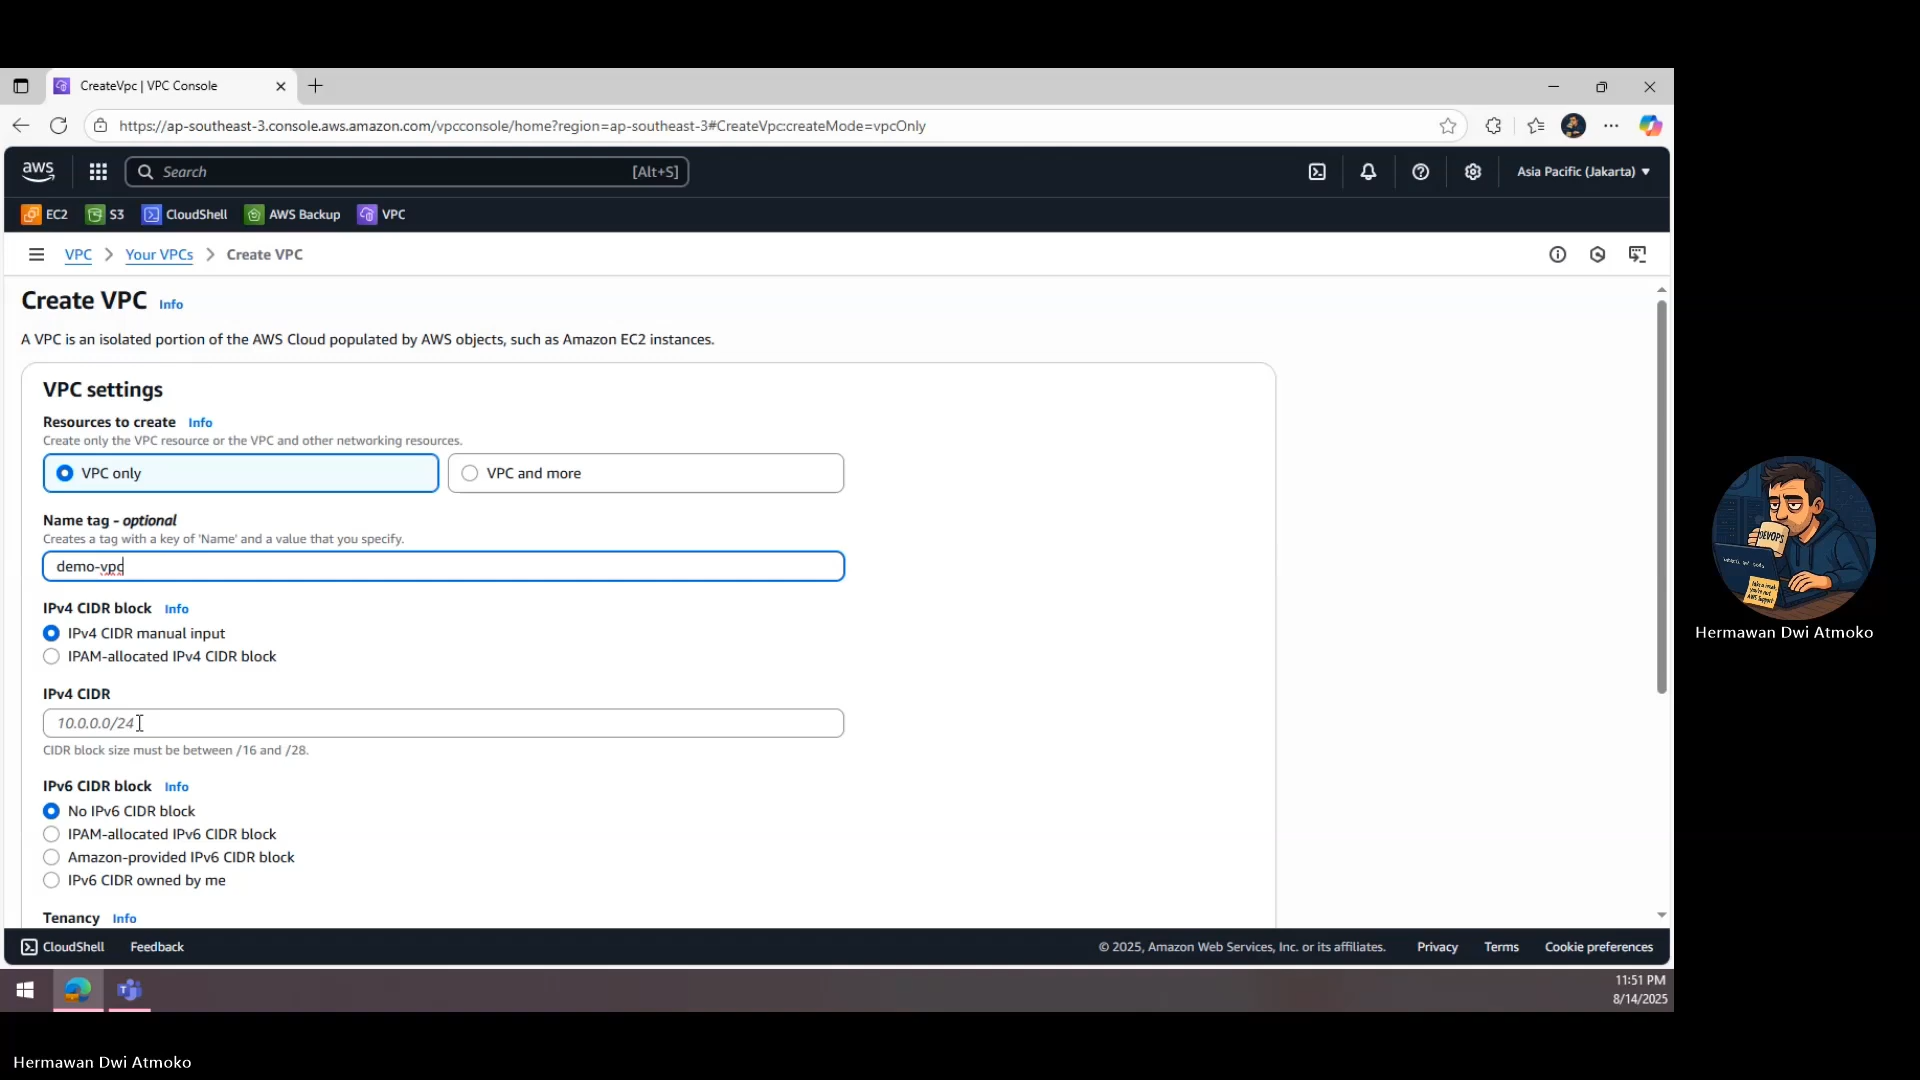 CreateVpc | VPC Console
https://ap-southeast-3.console.aws.amazon.com/vpcconsole/home?region=ap-southeast-3#CreateVpc:createMode=vpcOnly
aws
Search [Alt+S]
Asia Pacific (Jakarta)
EC2 S3 CloudShell AWS Backup VPC
VPC Your VPCs Create VPC
Create VPC Info
A VPC is an isolated portion of the AWS Cloud populated by AWS objects, such as Amazon EC2 instances.
VPC settings
Resources to create Info
Create only the VPC resource or the VPC and other networking resources.
VPC only VPC and more
Name tag - optional
Creates a tag with a key of 'Name' and a value that you specify.
demo-vpc
IPv4 CIDR block Info
IPv4 CIDR manual input
IPAM-allocated IPv4 CIDR block
IPv4 CIDR
10.0.0.0/24
CIDR block size must be between /16 and /28.
IPv6 CIDR block Info
No IPv6 CIDR block
IPAM-allocated IPv6 CIDR block
Amazon-provided IPv6 CIDR block
IPv6 CIDR owned by me
Tenancy Info
CloudShell Feedback
© 2025, Amazon Web Services, Inc. or its affiliates. Privacy Terms Cookie preferences
11:51 PM
8/14/2025
DEVOPS
Hermawan Dwi Atmoko
Hermawan Dwi Atmoko